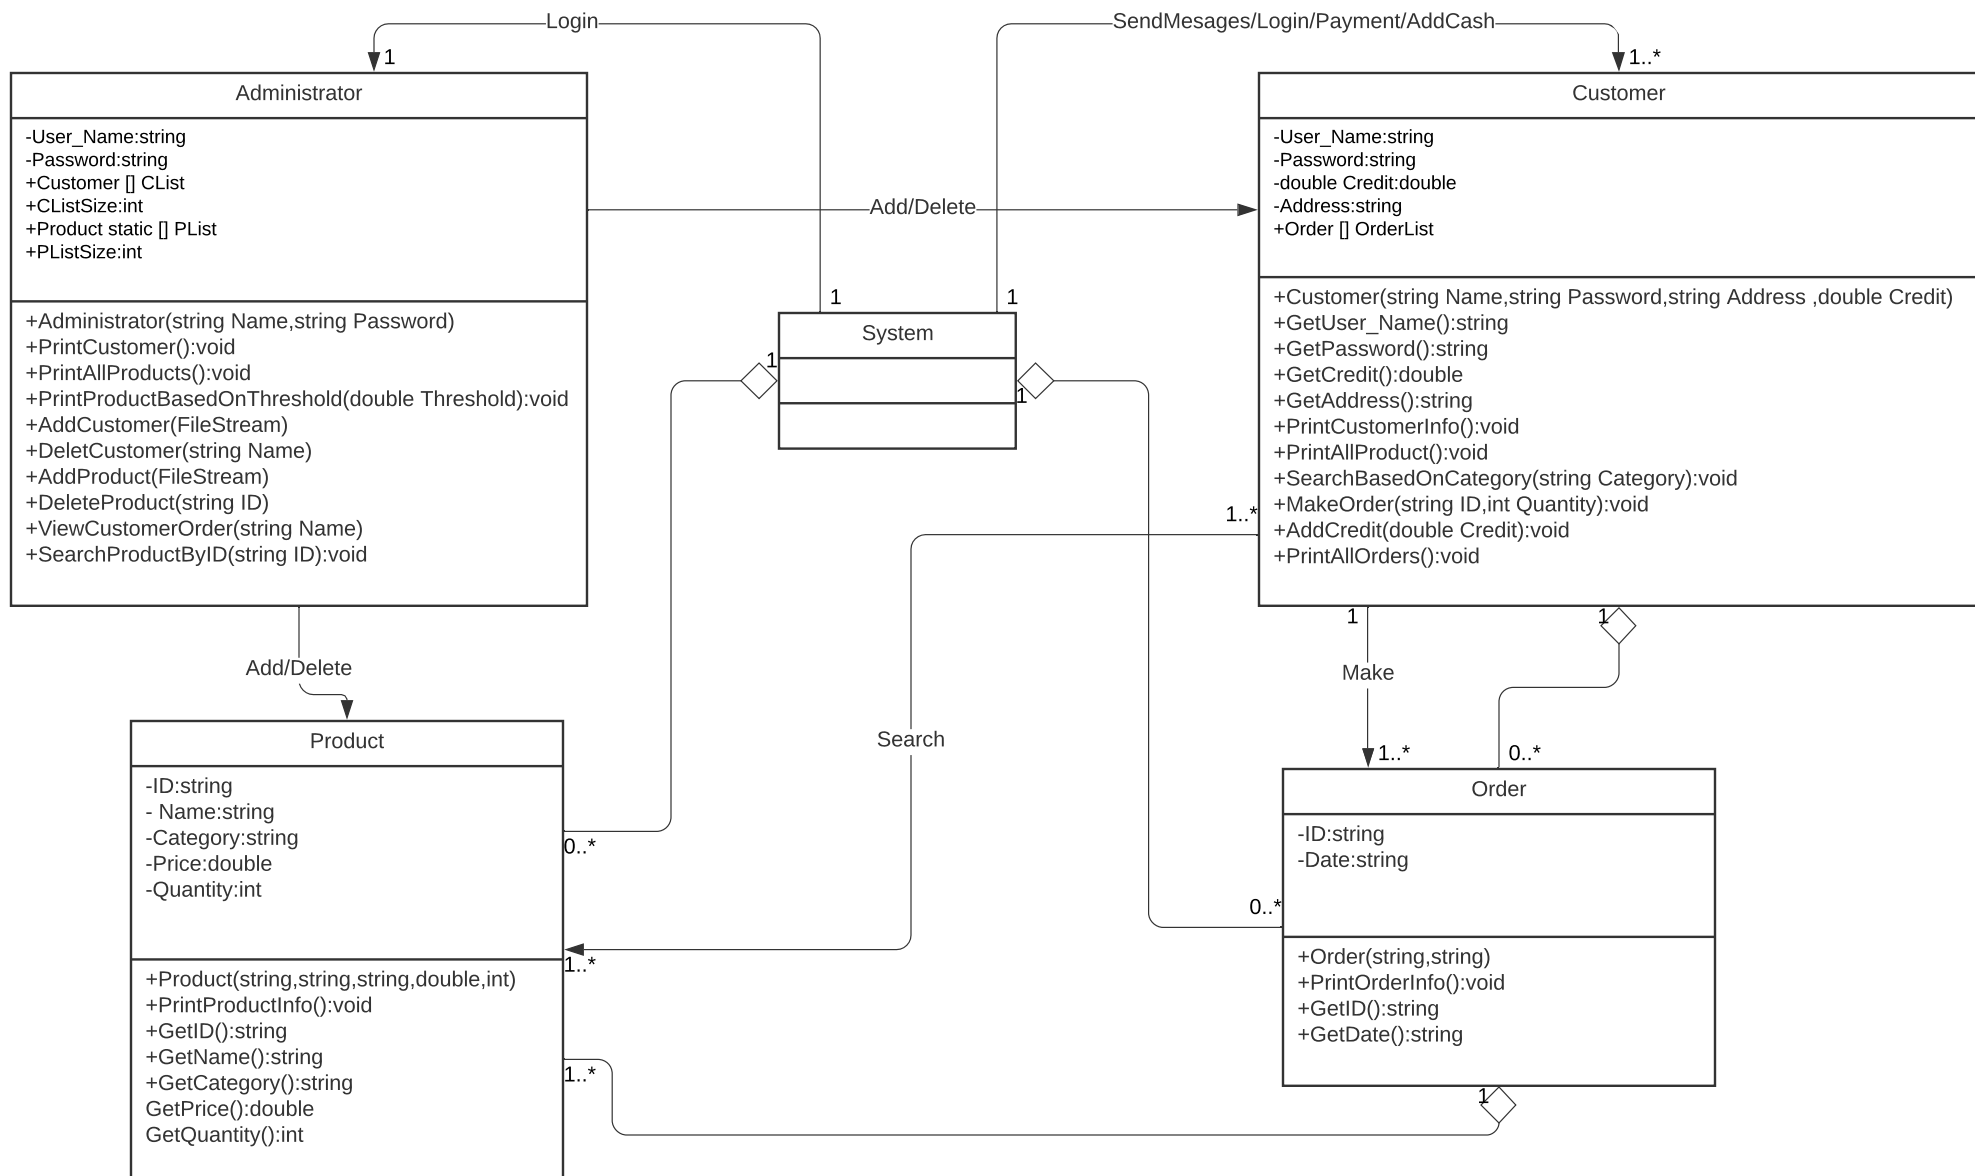 Login
SendMesages/Login/Payment/AddCash
1
1..*
Administrator
-User_Name:string
-Password:string
+Customer [] CList
+CListSize:int
+Product static [] PList
+PListSize:int
+Administrator(string Name,string Password)
+PrintCustomer():void
+PrintAllProducts():void
+PrintProductBasedOnThreshold(double Threshold):void
+AddCustomer(FileStream)
+DeletCustomer(string Name)
+AddProduct(FileStream)
+DeleteProduct(string ID)
+ViewCustomerOrder(string Name)
+SearchProductByID(string ID):void
Add/Delete
1
1
System
1
1
Customer
-User_Name:string
-Password:string
-double Credit:double
-Address:string
+Order [] OrderList
+Customer(string Name,string Password,string Address ,double Credit)
+GetUser_Name():string
+GetPassword():string
+GetCredit():double
+GetAddress():string
+PrintCustomerInfo():void
+PrintAllProduct():void
+SearchBasedOnCategory(string Category):void
+MakeOrder(string ID,int Quantity):void
+AddCredit(double Credit):void
+PrintAllOrders():void
1..*
1
1
Add/Delete
Make
Search
1..*
0..*
Product
-ID:string
- Name:string
-Category:string
-Price:double
-Quantity:int
+Product(string,string,string,double,int)
+PrintProductInfo():void
+GetID():string
+GetName():string
+GetCategory():string
GetPrice():double
GetQuantity():int
0..*
1..*
1..*
0..*
Order
-ID:string
-Date:string
+Order(string,string)
+PrintOrderInfo():void
+GetID():string
+GetDate():string
1